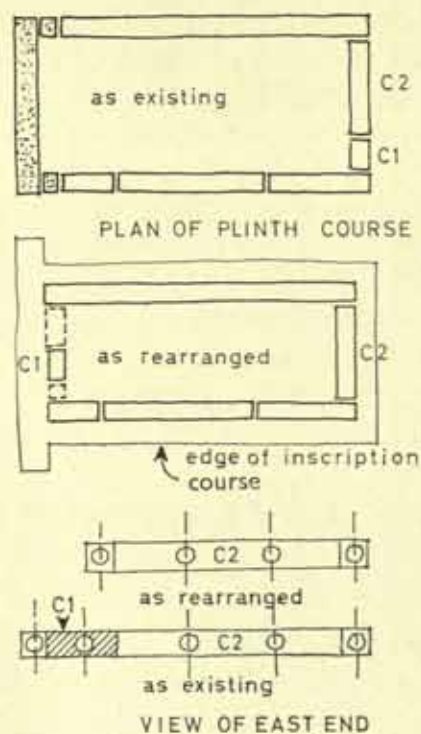 as existing
C2
C1
PLAN OF PLINTH COURSE
C1
as rearranged
C2
edge of inscription
course
C2
as rearranged
C1
C2
as existing
VIEW OF EAST END